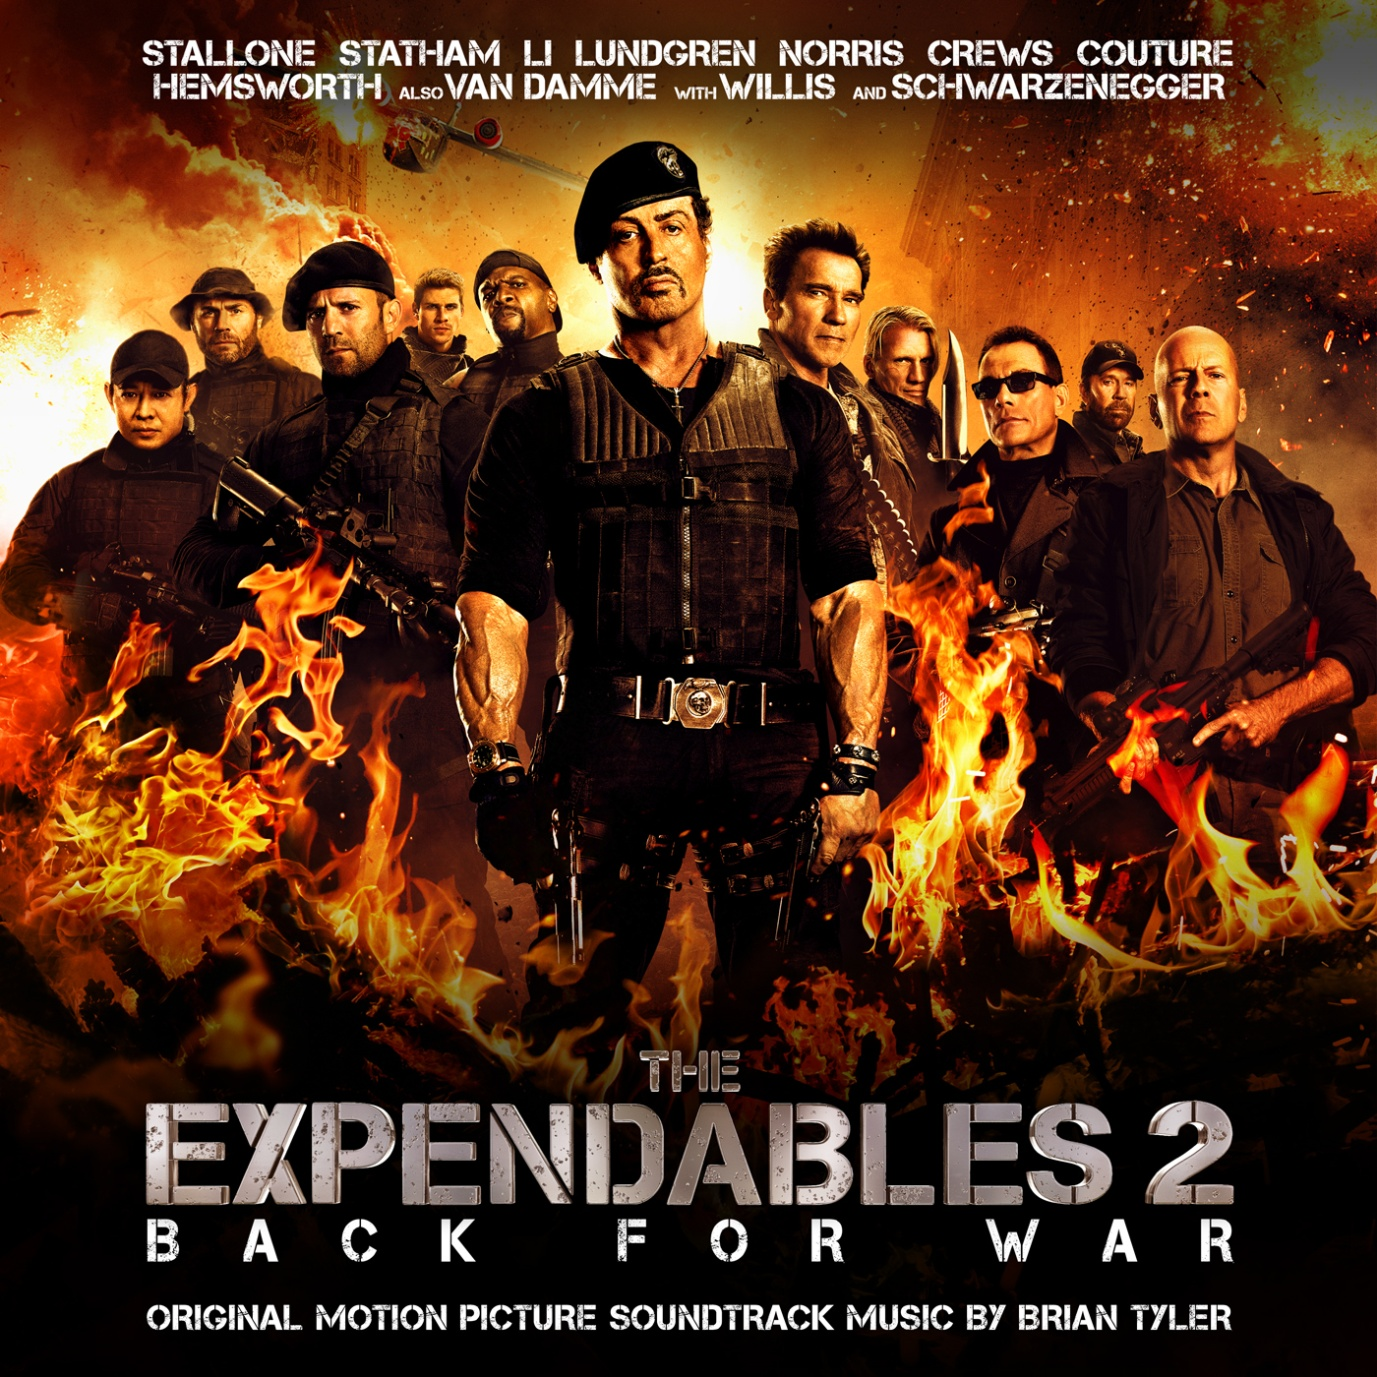 STALLONE STATHAM LI LUNDGREN NORRIS CREWS COUTURE
HEMSWORTH ALSO VAN DAMME WITH WILLIS AND SCHWARZENEGGER
THE
EXPENDABLES 2
BACK FOR WAR
ORIGINAL MOTION PICTURE SOUNDTRACK MUSIC BY BRIAN TYLER